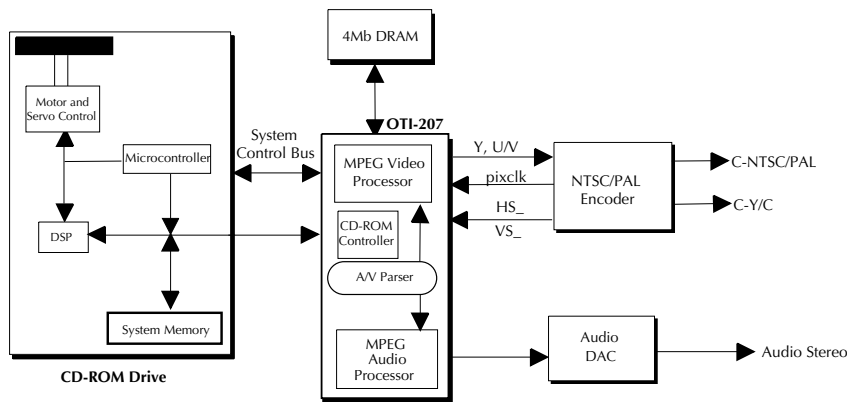 4Mb DRAM
OTI-207
Motor and
Servo Control
Microcontroller
DSP
System Memory
CD-ROM Drive
System
Control Bus
MPEG Video
Processor
CD-ROM
Controller
A/V Parser
MPEG
Audio
Processor
Y, U/V
pixclk
HS_
VS_
NTSC/PAL
Encoder
C-NTSC/PAL
C-Y/C
Audio
DAC
Audio Stereo